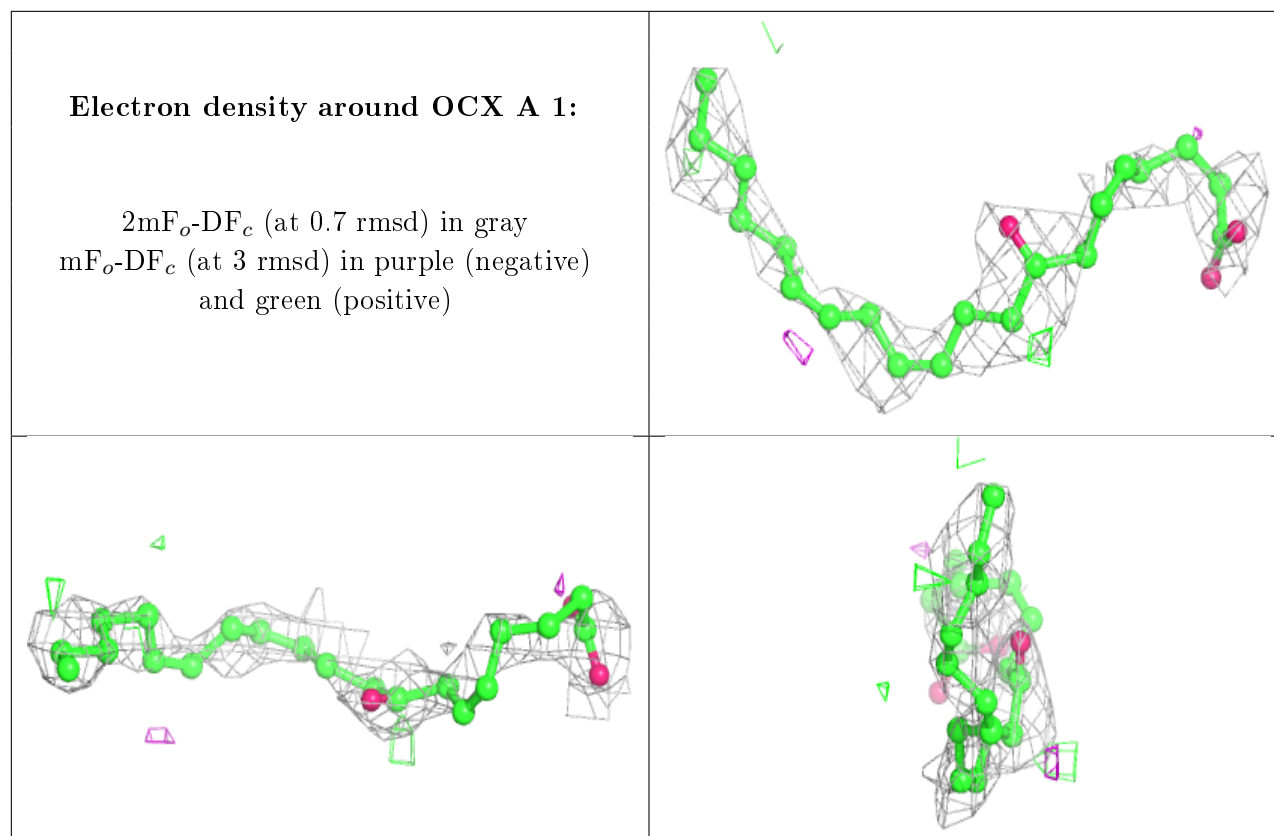 Electron density around OCX A 1:
2mFo-DFc (at 0.7 rmsd) in gray
mFo-DFc (at 3 rmsd) in purple (negative)
and green (positive)